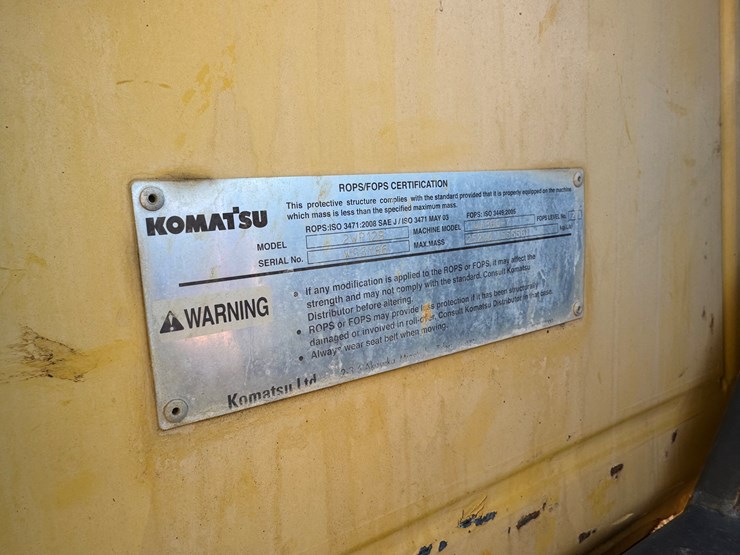 ROPS/FOPS CERTIFICATION
This protective structure complies with the standard provided that it is properly equipped on the machine
which mass is less than the specified maximum mass.
KOMATSU
ROPS:ISO 3471:2008 SAE J / ISO 3471 MAY 03 FOPS: ISO 3449:2005
MODEL MACHINE MODEL FOPS LEVEL No.
SERIAL No. MAX.MASS
WARNING
• If any modification is applied to the ROPS or FOPS, it may affect the
strength and may not comply with the standard. Consult Komatsu
Distributor before altering.
• ROPS or FOPS may provide less protection if it has been structurally
damaged or involved in roll-over. Consult Komatsu Distributor in that case.
• Always wear seat belt when moving.
Komatsu Ltd.